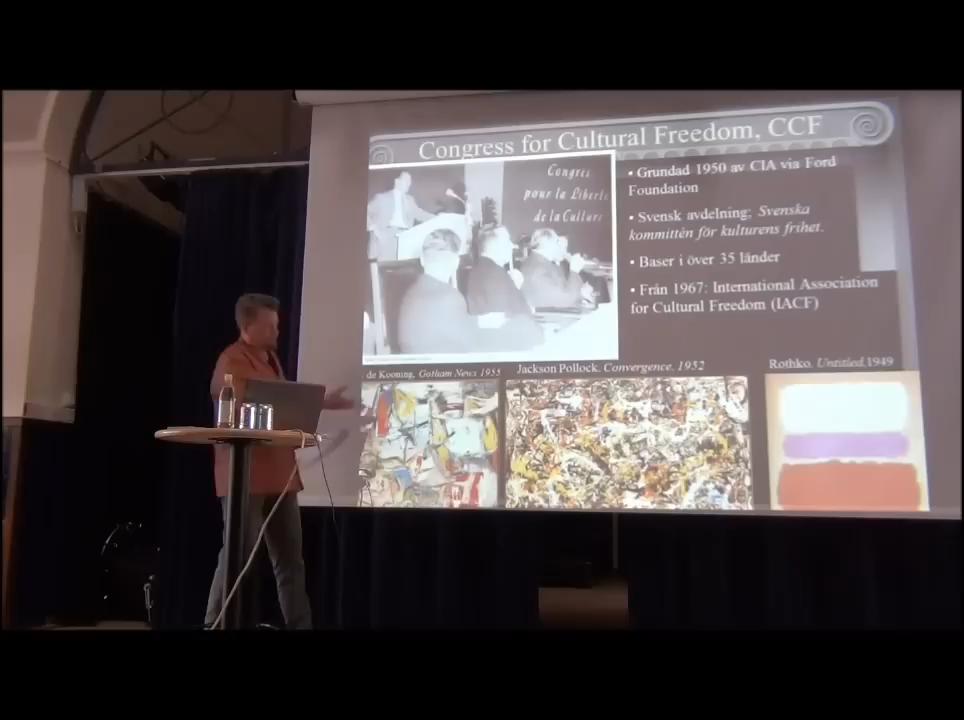 Congress for Cultural Freedom, CCF
Congres
pour la Liberte
de la Culture
• Grundad 1950 av CIA via Ford
Foundation
• Svensk avdelning; Svenska
kommittén för kulturens frihet.
• Baser i över 35 länder
• Från 1967: International Association
for Cultural Freedom (IACF)
de Kooning, Gotham News 1955
Jackson Pollock, Convergence, 1952
Rothko, Untitled,1949